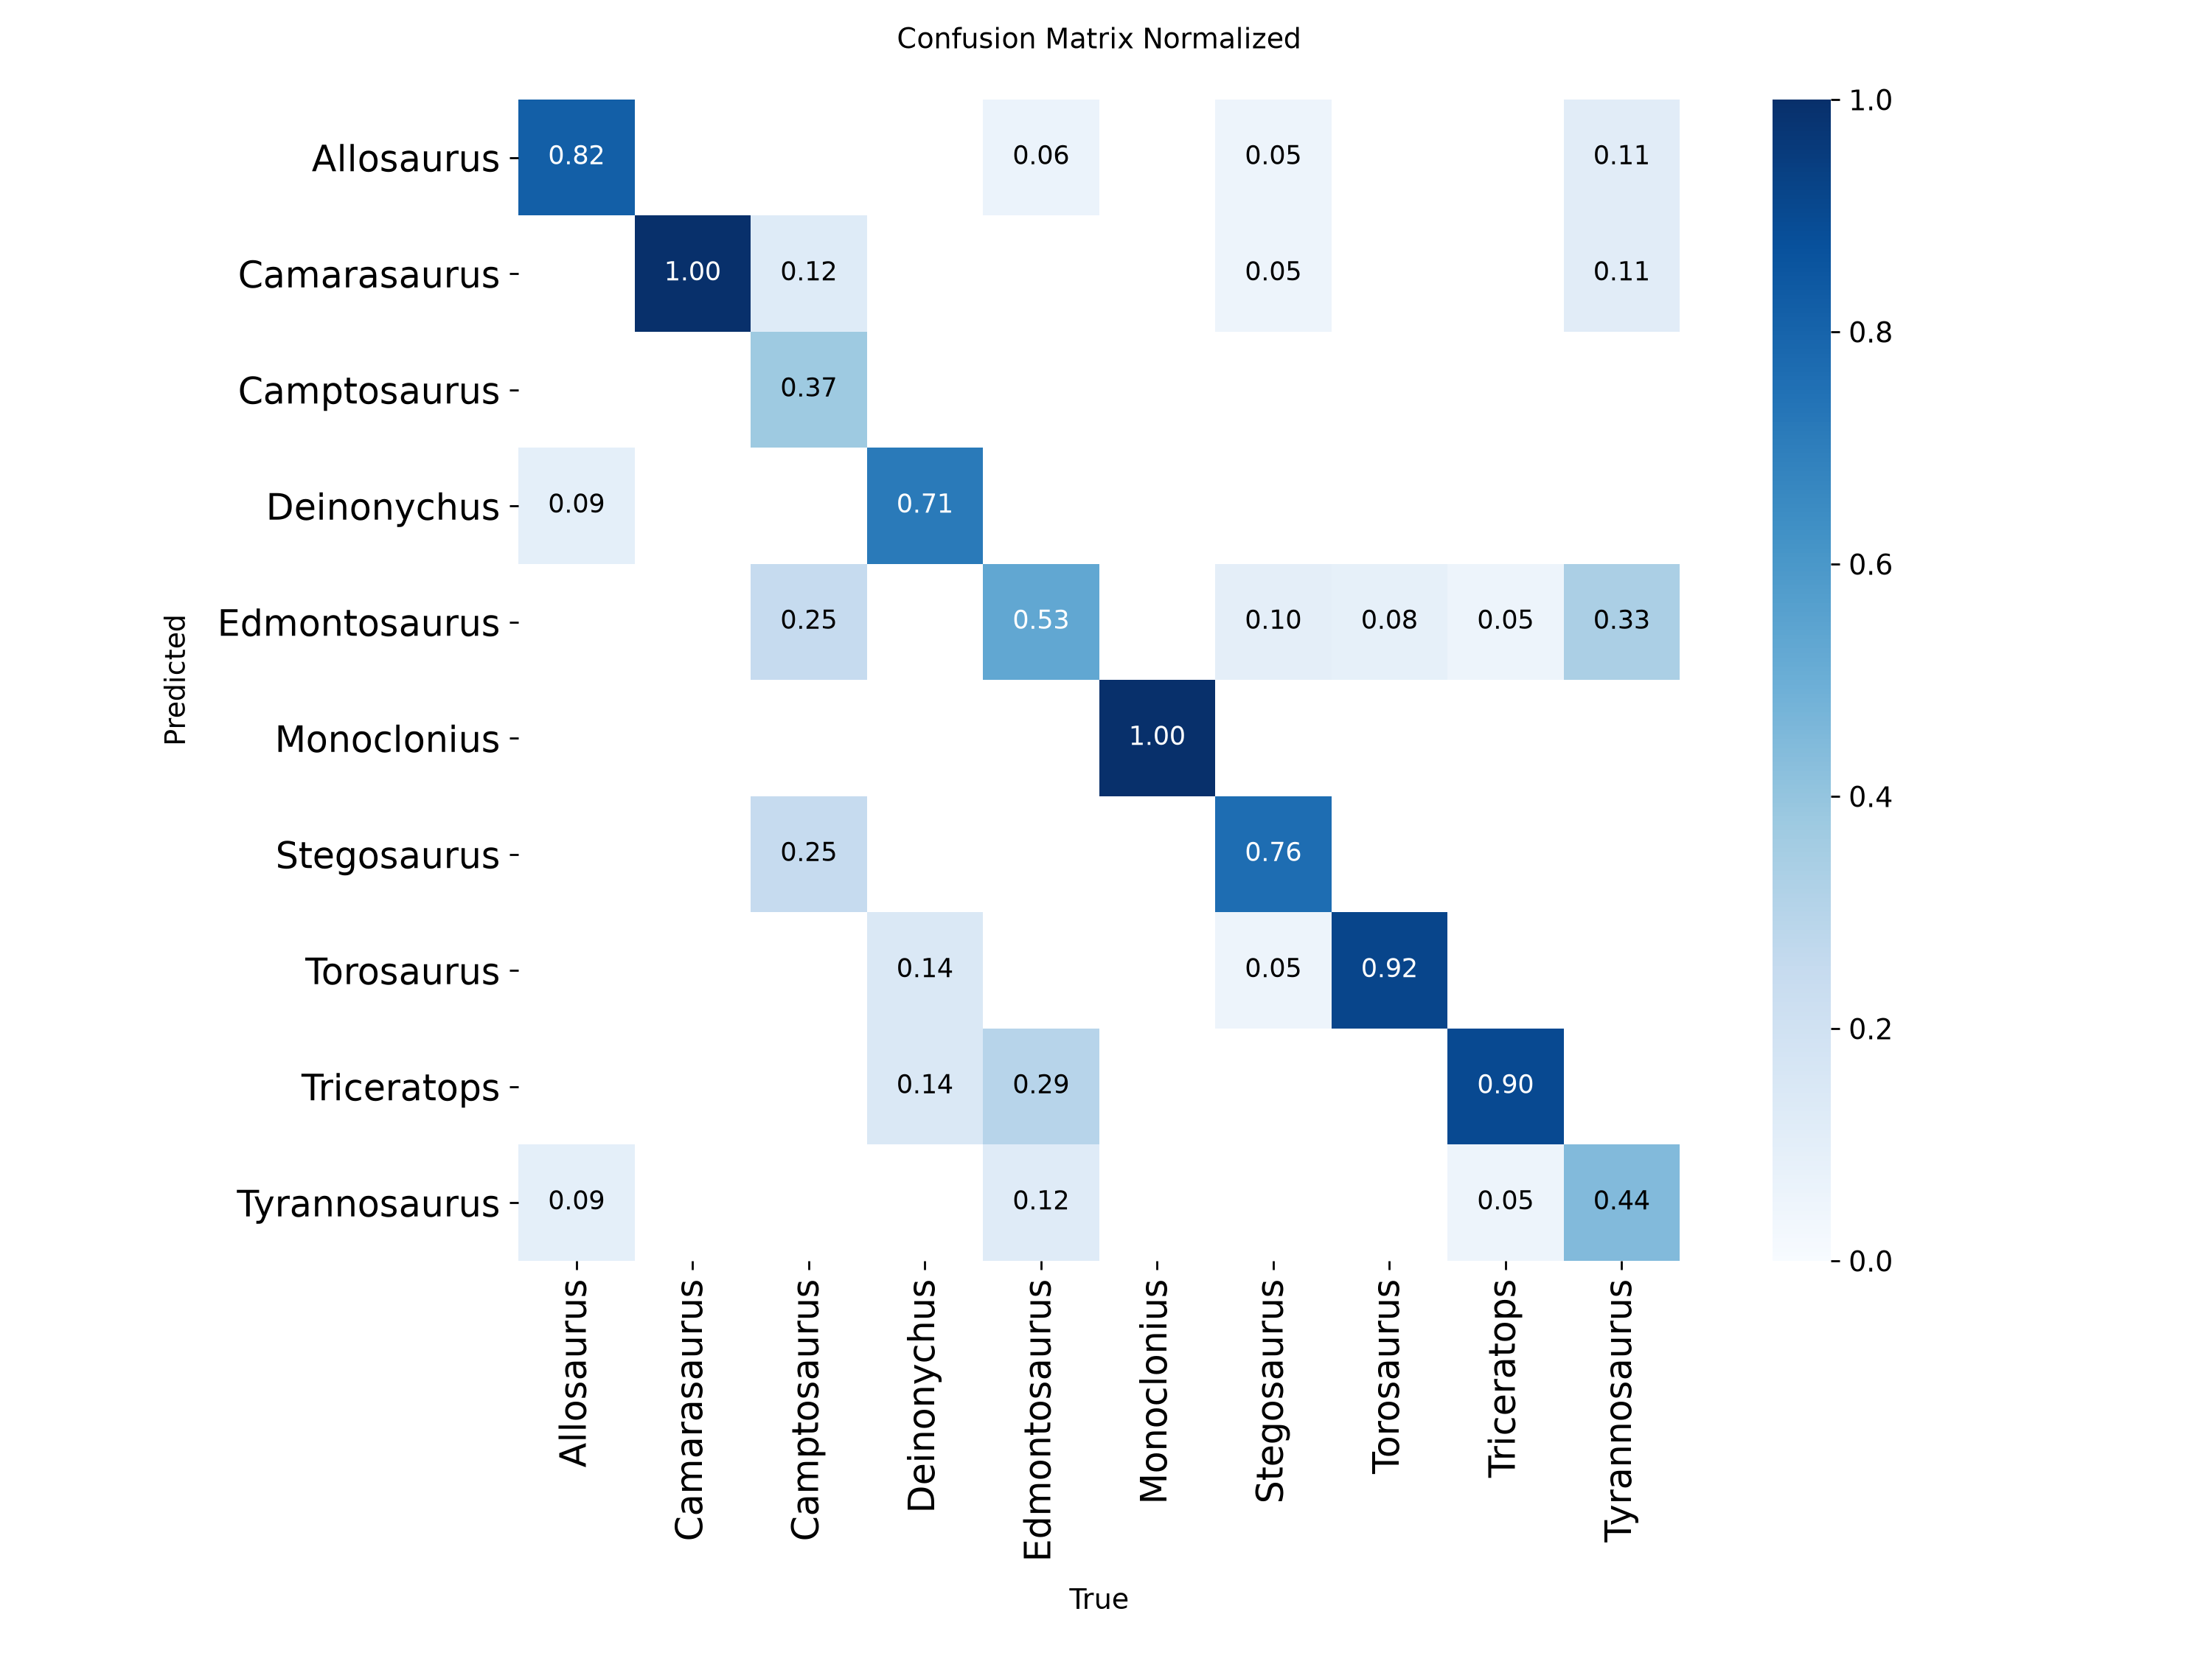 Confusion Matrix Normalized
Allosaurus
0.82
0.06
0.05
0.11
1.0
Camarasaurus
1.00
0.12
0.05
0.11
0.8
Camptosaurus
0.37
Deinonychus
0.09
0.71
0.6
Predicted
Edmontosaurus
0.25
0.53
0.10
0.08
0.05
0.33
Monoclonius
1.00
0.4
Stegosaurus
0.25
0.76
Torosaurus
0.14
0.05
0.92
0.2
Triceratops
0.14
0.29
0.90
Tyrannosaurus
0.09
0.12
0.05
0.44
0.0
Allosaurus
Camarasaurus
Camptosaurus
Deinonychus
Edmontosaurus
Monoclonius
Stegosaurus
Torosaurus
Triceratops
Tyrannosaurus
True